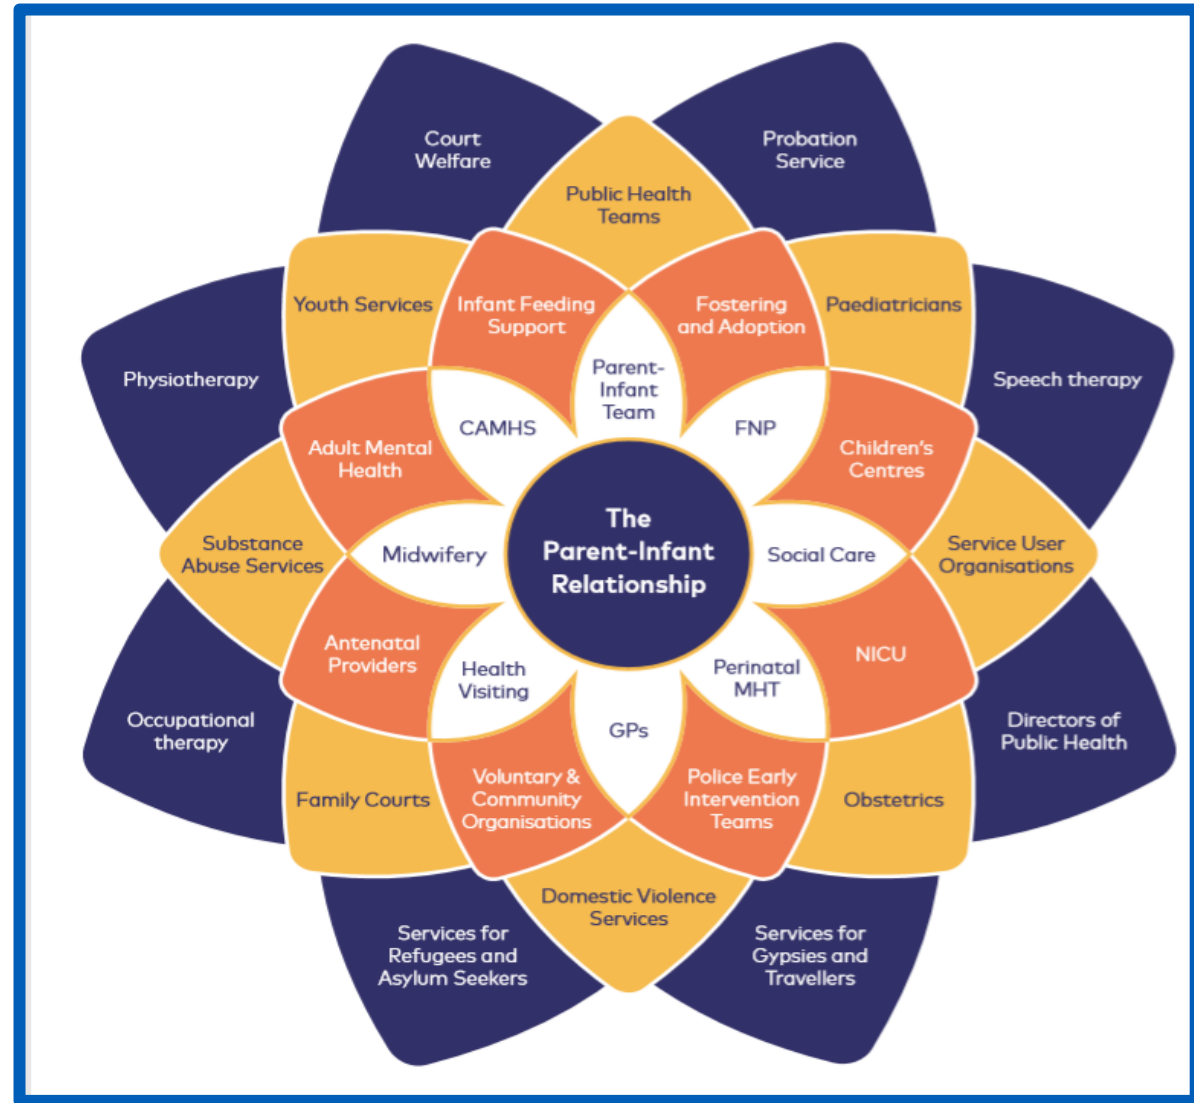 Court
Welfare
Probation
Service
Public Health
Teams
Youth Services
Infant Feeding
Support
Fostering
and Adoption
Paediatricians
Physiotherapy
Parent-
Infant
Team
Speech therapy
CAMHS
FNP
Adult Mental
Health
Children's
Centres
The
Parent-Infant
Relationship
Substance
Abuse Services
Midwifery
Social Care
Service User
Organisations
Antenatal
Providers
Health
Visiting
Perinatal
MHT
NICU
Occupational
therapy
GPs
Directors of
Public Health
Family Courts
Voluntary &
Community
Organisations
Police Early
Intervention
Teams
Obstetrics
Domestic Violence
Services
Services for
Refugees and
Asylum Seekers
Services for
Gypsies and
Travellers